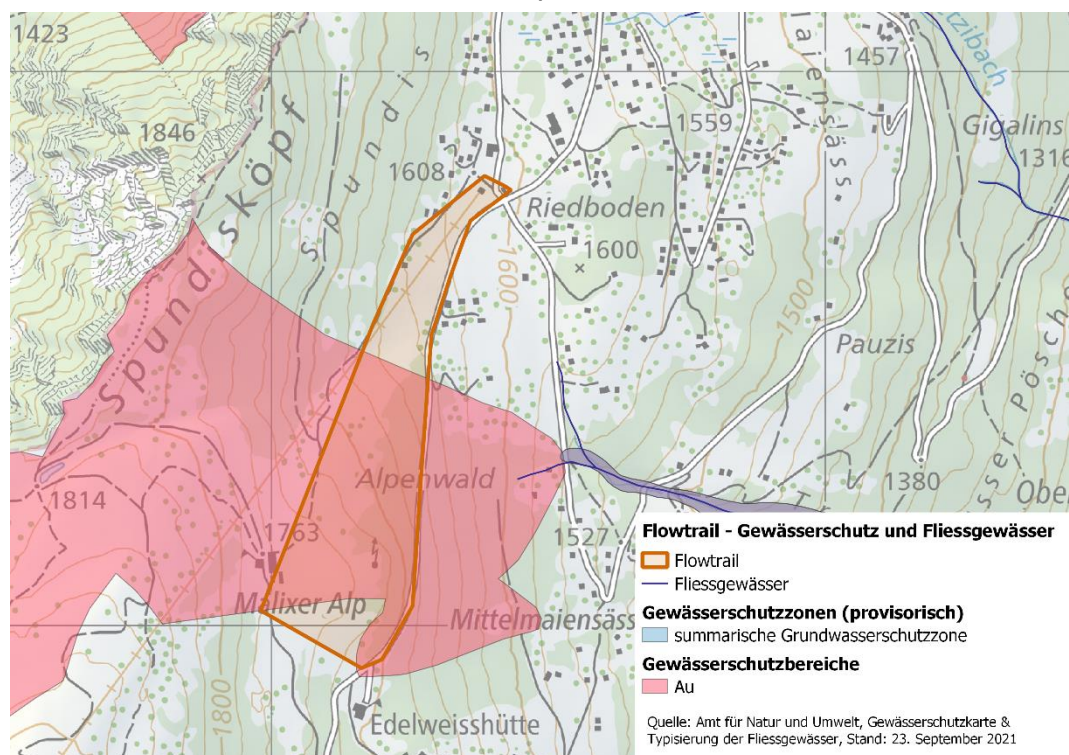 1423
1846
Spundisköpf
Spundis
1608
Riedboden
1559
1457
Gigalins
1316
1600
1600
1500
Pauzis
1380
1814
1763
Alpenwald
1527
Malixer Alp
Mittelmaiensäss
1800
Edelweisshütte
Flowtrail - Gewässerschutz und Fliessgewässer
Flowtrail
Fliessgewässer
Gewässerschutzzonen (provisorisch)
summarische Grundwasserschutzzone
Gewässerschutzbereiche
Au
Quelle: Amt für Natur und Umwelt, Gewässerschutzkarte &
Typisierung der Fliessgewässer, Stand: 23. September 2021